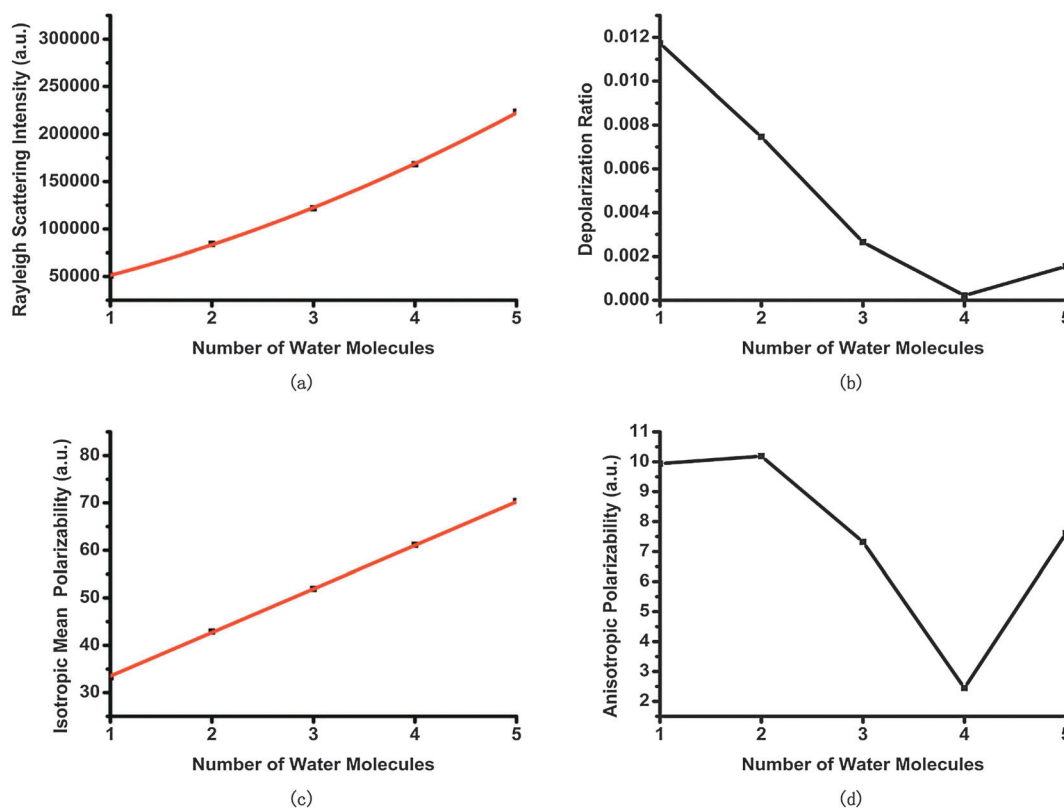 Rayleigh Scattering Intensity (a.u.)
300000
250000
200000
150000
100000
50000
1 2 3 4 5
Number of Water Molecules
(a)
Depolarization Ratio
0.012
0.010
0.008
0.006
0.004
0.002
0.000
1 2 3 4 5
Number of Water Molecules
(b)
Isotropic Mean Polarizability (a.u.)
80
70
60
50
40
30
1 2 3 4 5
Number of Water Molecules
(c)
Anisotropic Polarizability (a.u.)
11
10
9
8
7
6
5
4
3
2
1 2 3 4 5
Number of Water Molecules
(d)